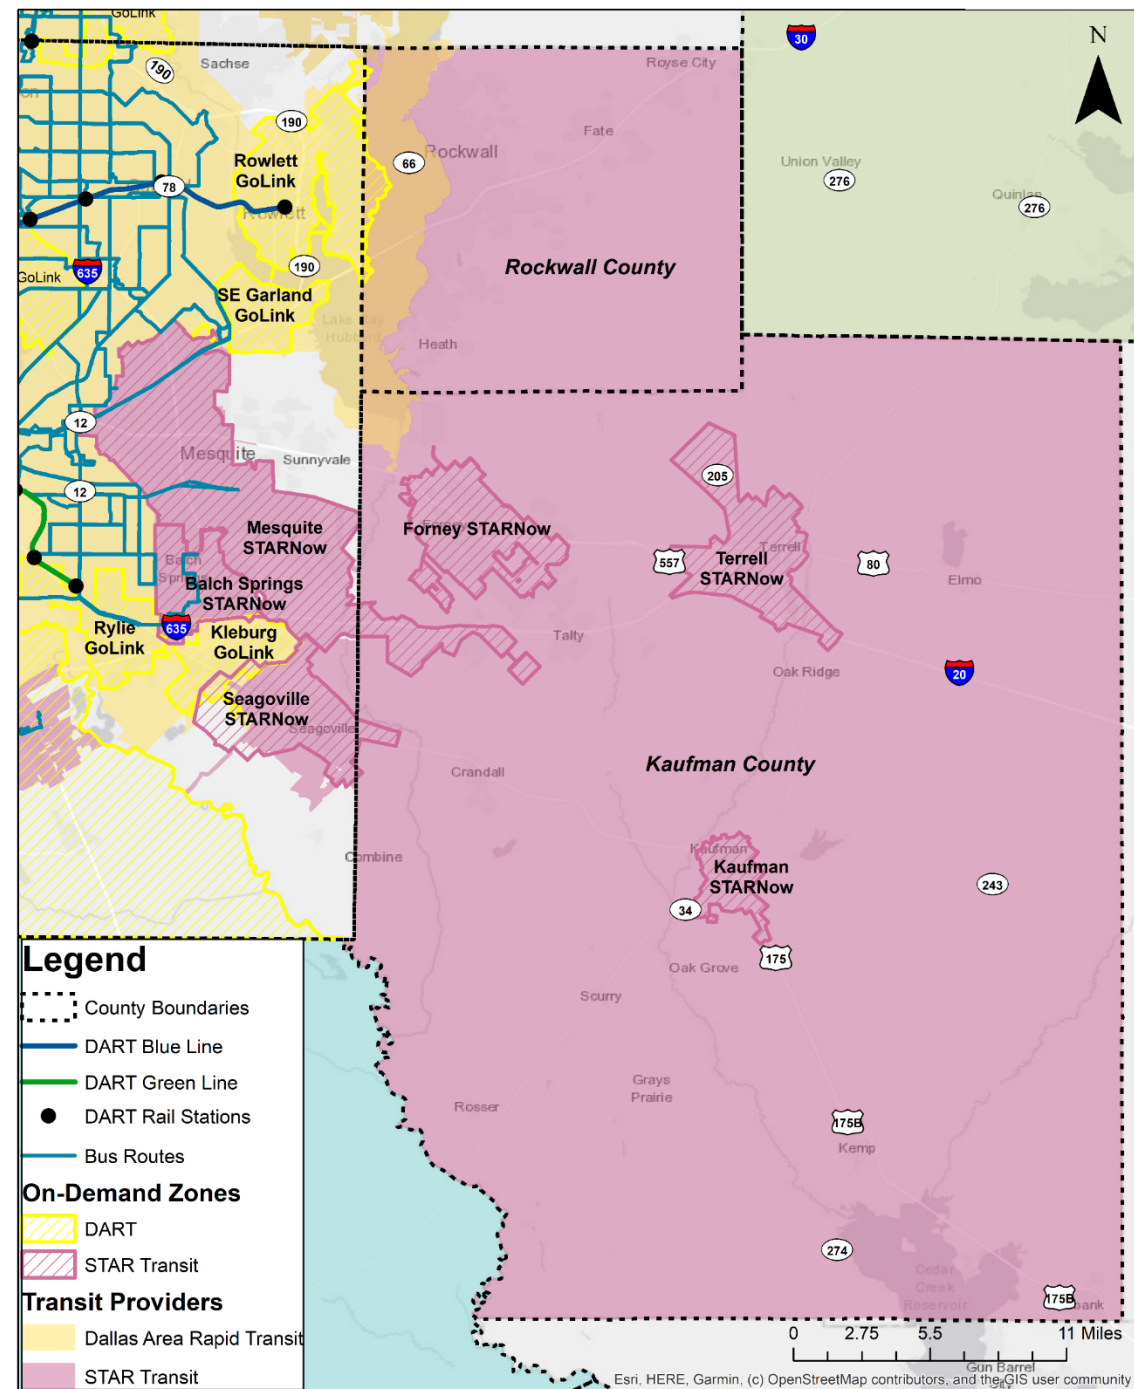 GoLink
30
N
Sachse
Royse City
190
190
Fate
66
Rockwall
Rowlett
GoLink
Union Valley
276
78
Quinlan
276
Rowlett
190
Rockwall County
635
GoLink
SE Garland
GoLink
Heath
12
Mesquite
Sunnyvale
205
12
Mesquite
STARNow
Forney STARNow
Terrell
557
Terrell
STARNow
80
Balch
Springs
Elmo
Balch Springs
STARNow
635
Rylie
GoLink
Kleburg
GoLink
Talty
Oak Ridge
20
Seagoville
STARNow
Seagoville
Kaufman County
Crandall
Combine
Kaufman
Kaufman
STARNow
243
34
175
Oak Grove
Scurry
Grays
Prairie
Rosser
175B
Kemp
274
Cedar
Creek
Reservoir
175B
bank
Legend
County Boundaries
DART Blue Line
DART Green Line
DART Rail Stations
Bus Routes
On-Demand Zones
DART
STAR Transit
Transit Providers
Dallas Area Rapid Transit
STAR Transit
0 2.75 5.5 11 Miles
Gun Barrel
Esri, HERE, Garmin, (c) OpenStreetMap contributors, and the GIS user community